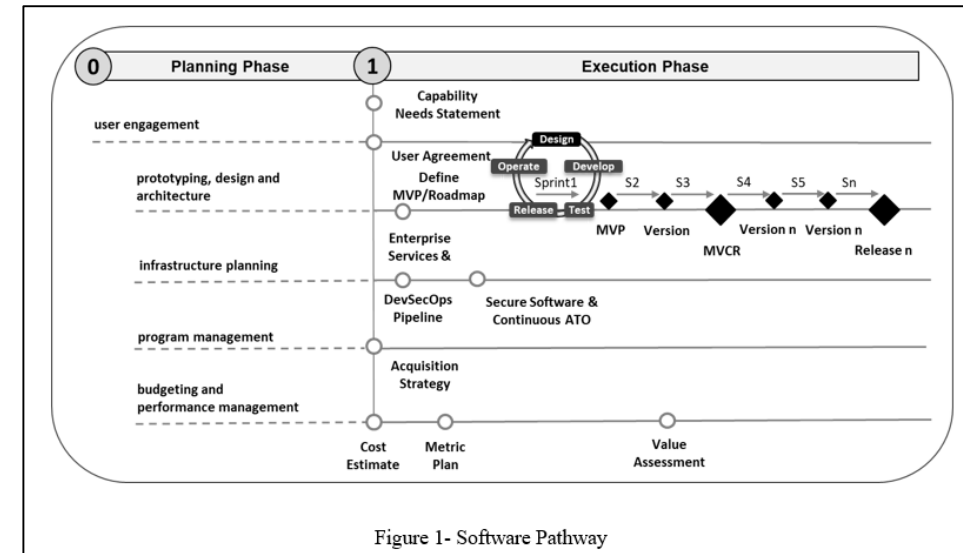 0
Planning Phase
1
Execution Phase
Capability
Needs Statement
user engagement
Design
User Agreement
Operate
Develop
prototyping, design and
architecture
Define
MVP/Roadmap
Sprint1
S2
S3
S4
S5
Sn
Release
Test
MVP
Version
MVCR
Version n
Version n
Release n
Enterprise
Services &
infrastructure planning
DevSecOps
Pipeline
Secure Software &
Continuous ATO
program management
Acquisition
Strategy
budgeting and
performance management
Cost
Estimate
Metric
Plan
Value
Assessment
Figure 1- Software Pathway